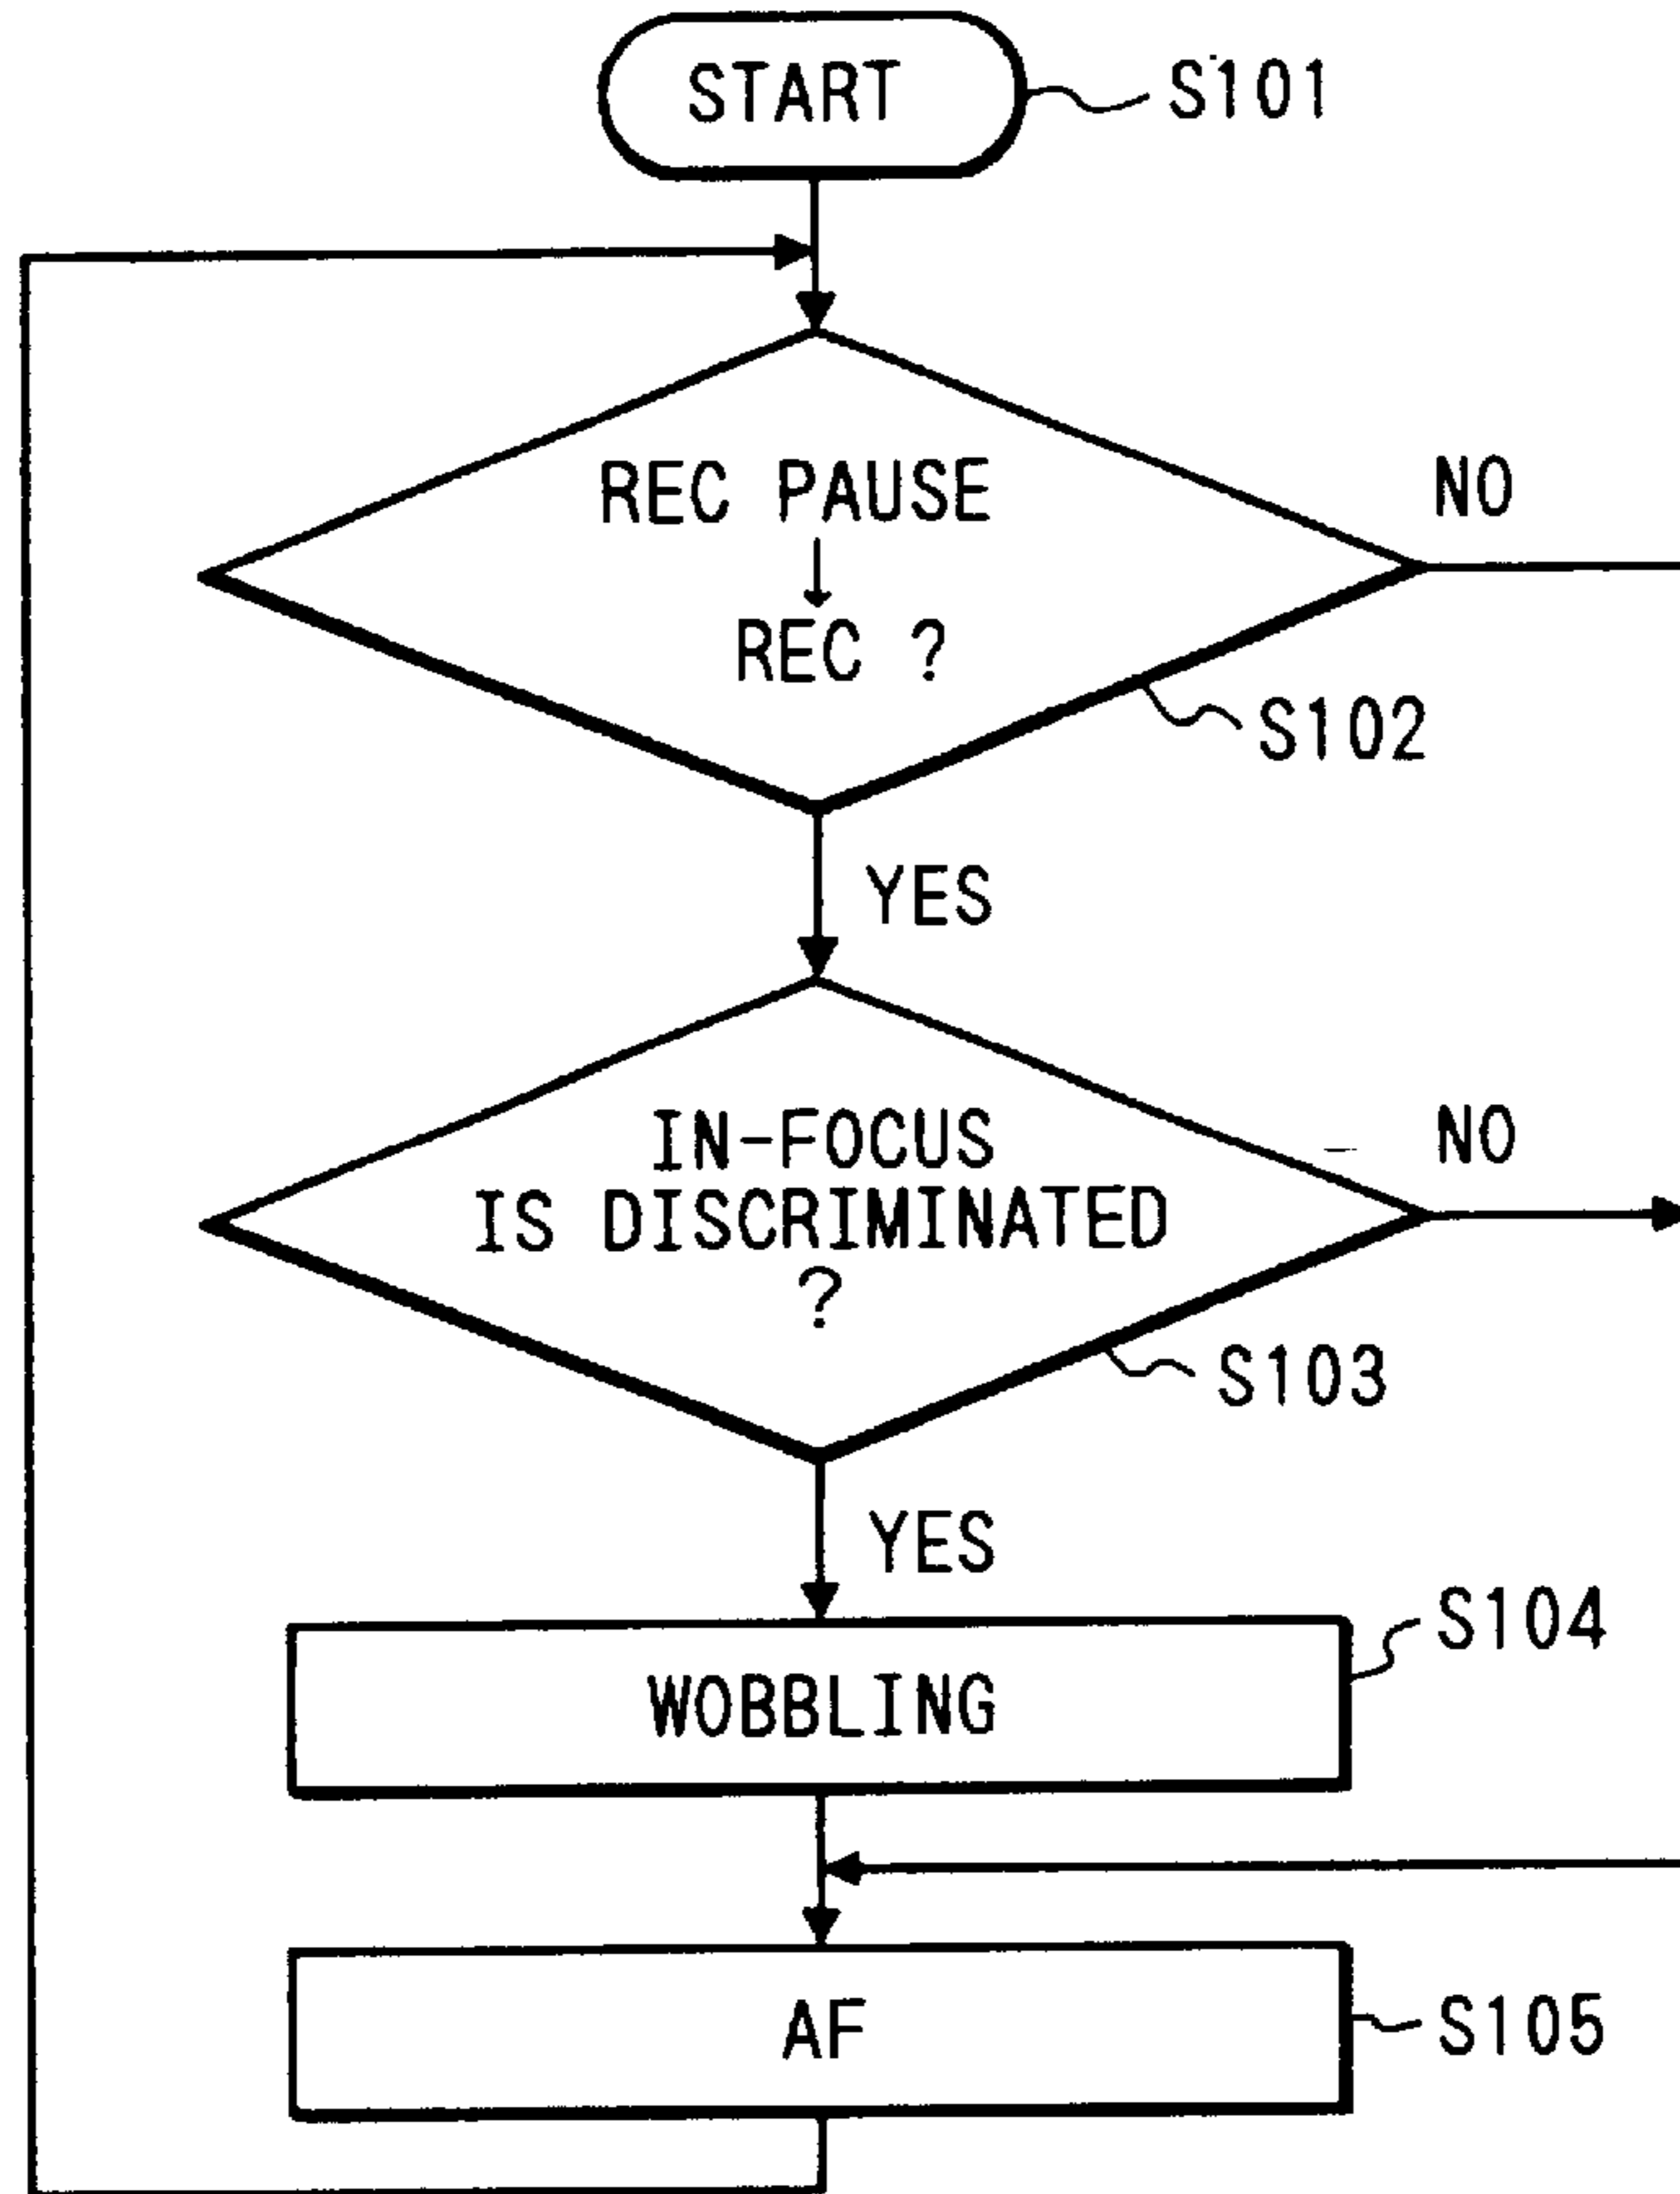 START
S101
REC PAUSE
↓
REC ?
NO
S102
YES
IN-FOCUS
IS DISCRIMINATED
?
NO
S103
YES
WOBBLING
S104
AF
S105